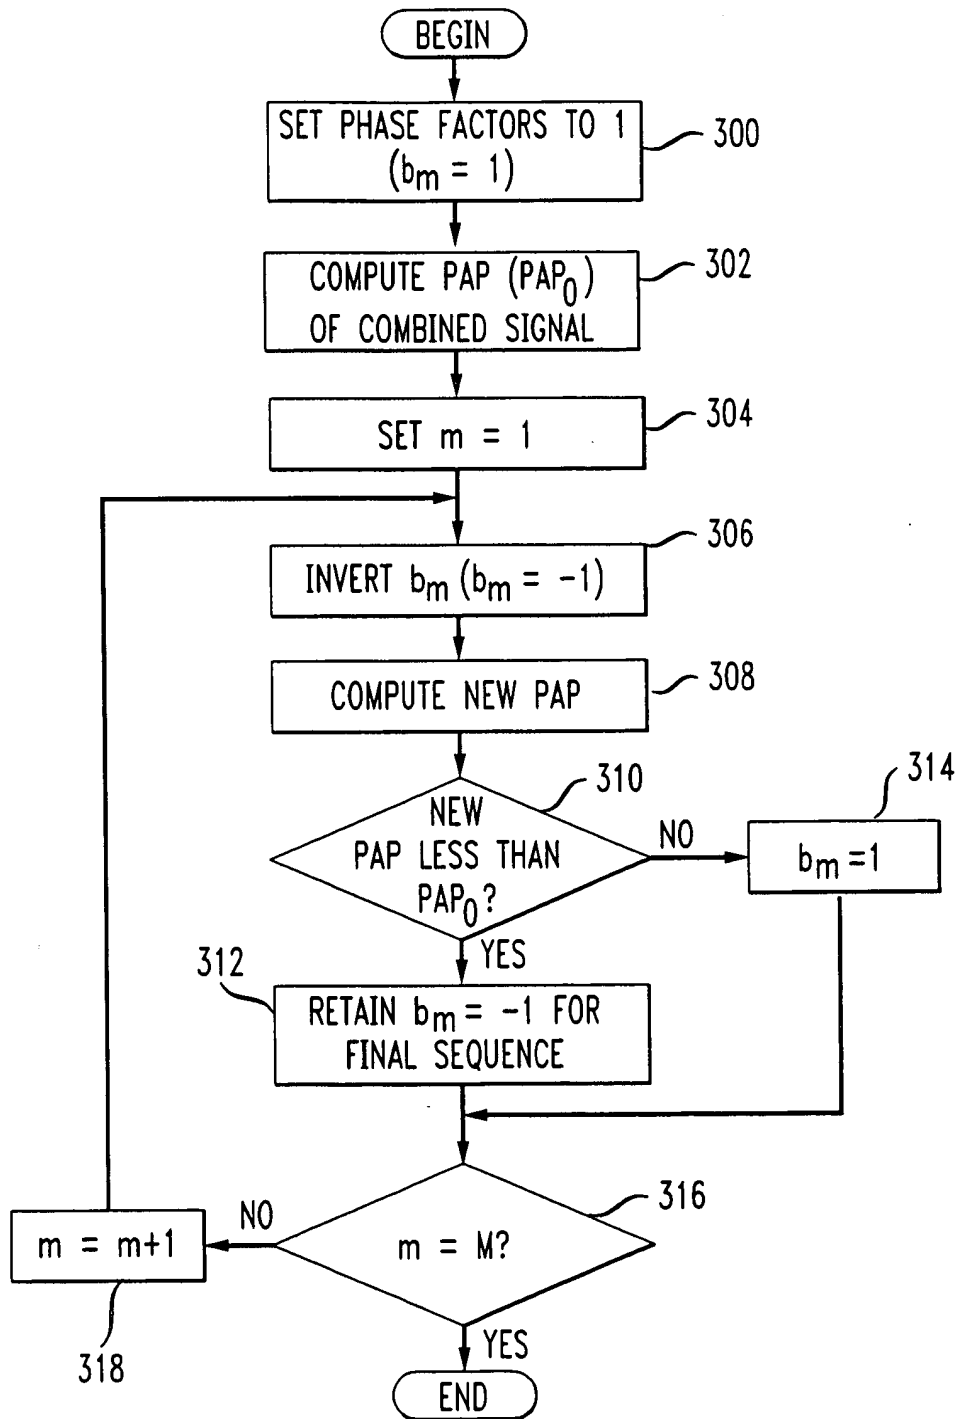 BEGIN
SET PHASE FACTORS TO 1
(bm = 1)
300
COMPUTE PAP (PAP0)
OF COMBINED SIGNAL
302
SET m = 1
304
INVERT bm (bm = -1)
306
COMPUTE NEW PAP
308
NEW
PAP LESS THAN
PAP0?
310
NO
bm =1
314
YES
312
RETAIN bm = -1 FOR
FINAL SEQUENCE
m = M?
316
NO
m = m+1
318
YES
END